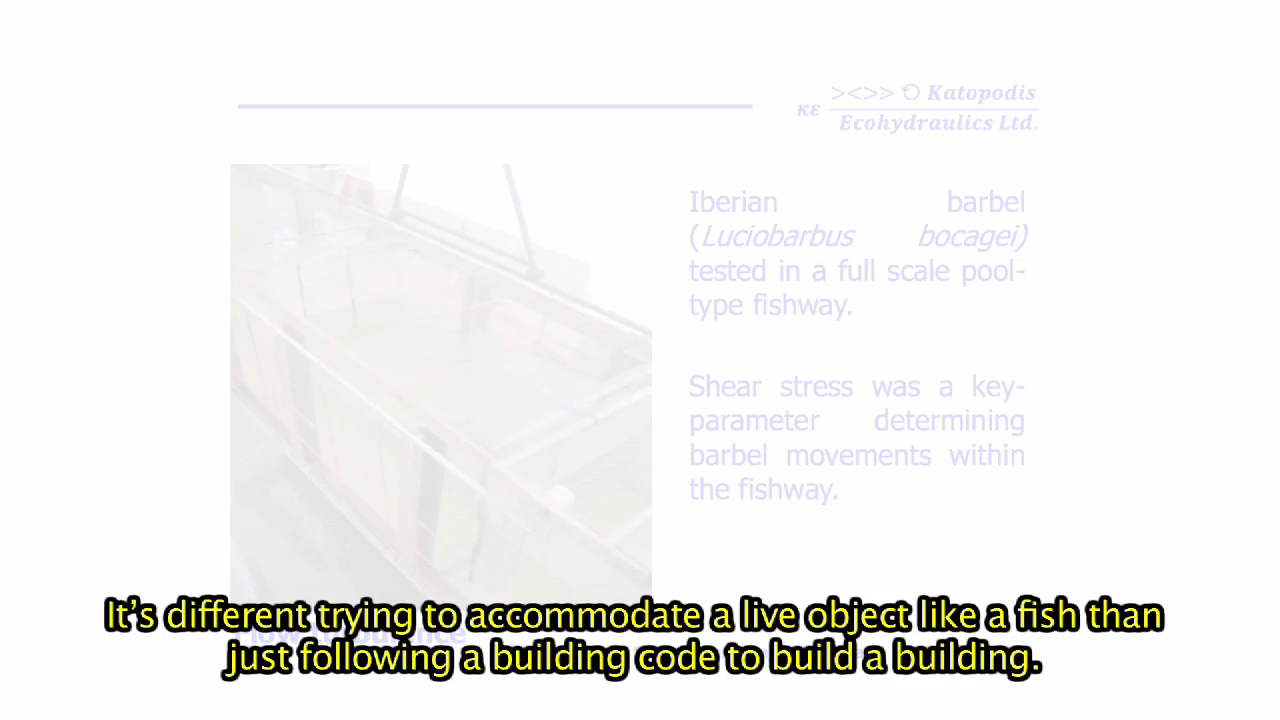 >< >> Katopodis
κε
Ecohydraulics Ltd.
Iberian barbel
(Luciobarbus bocagei)
tested in a full scale pool-
type fishway.
Shear stress was a key-
parameter determining
barbel movements within
the fishway.
It's different trying to accommodate a live object like a fish than
just following a building code to build a building.